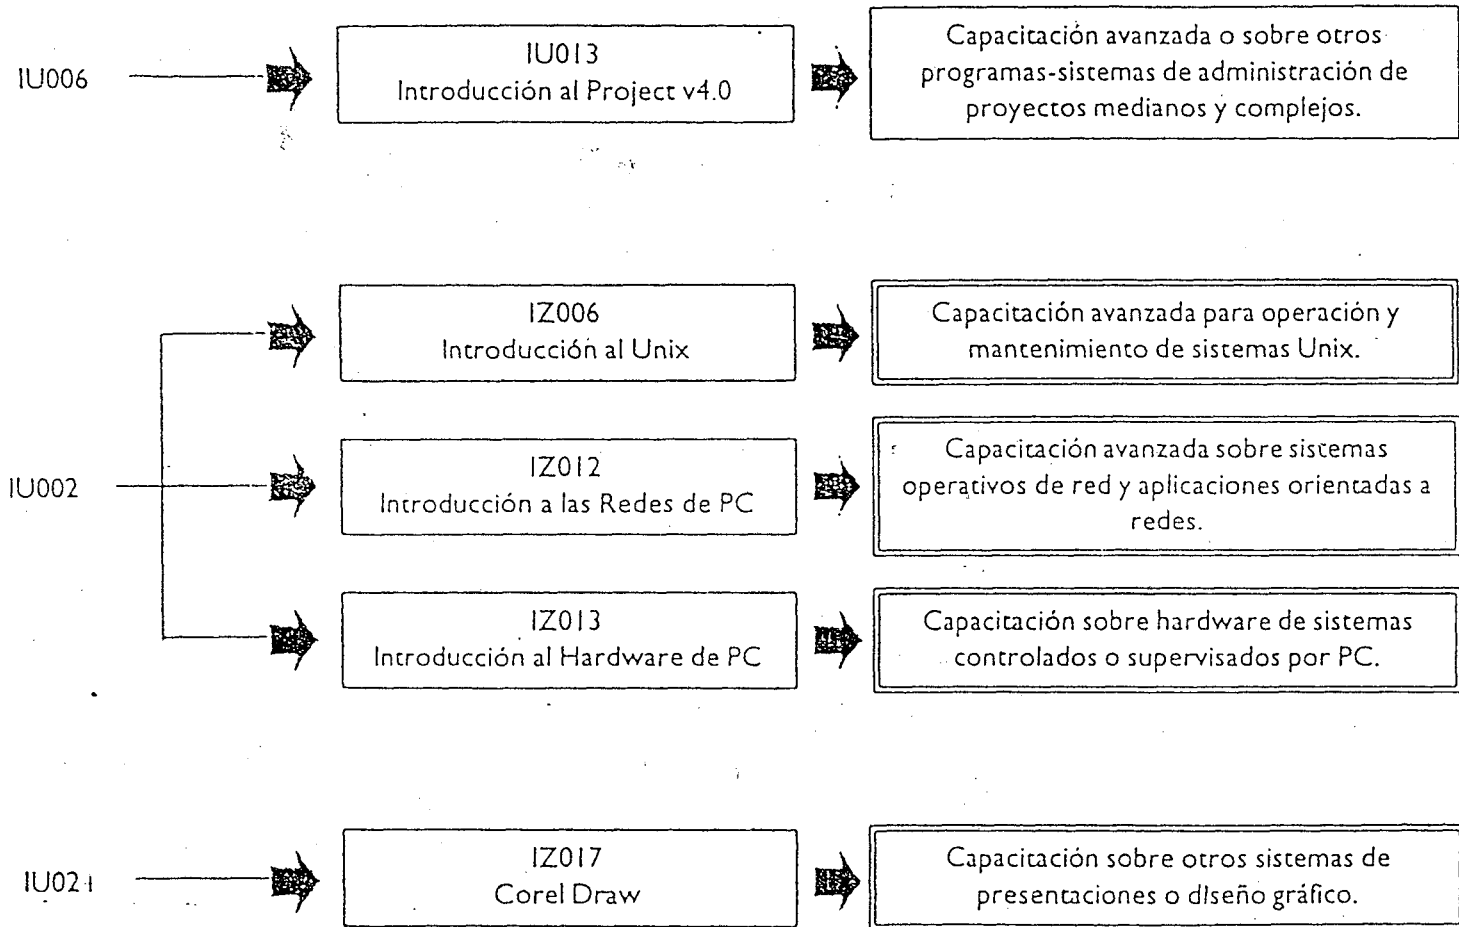 IU006
IU013
Introducción al Project v4.0
Capacitación avanzada o sobre otros
programas-sistemas de administración de
proyectos medianos y complejos.
IU002
IZ006
Introducción al Unix
Capacitación avanzada para operación y
mantenimiento de sistemas Unix.
IZ012
Introducción a las Redes de PC
Capacitación avanzada sobre sistemas
operativos de red y aplicaciones orientadas a
redes.
IZ013
Introducción al Hardware de PC
Capacitación sobre hardware de sistemas
controlados o supervisados por PC.
IZ017
Corel Draw
Capacitación sobre otros sistemas de
presentaciones o diseño gráfico.